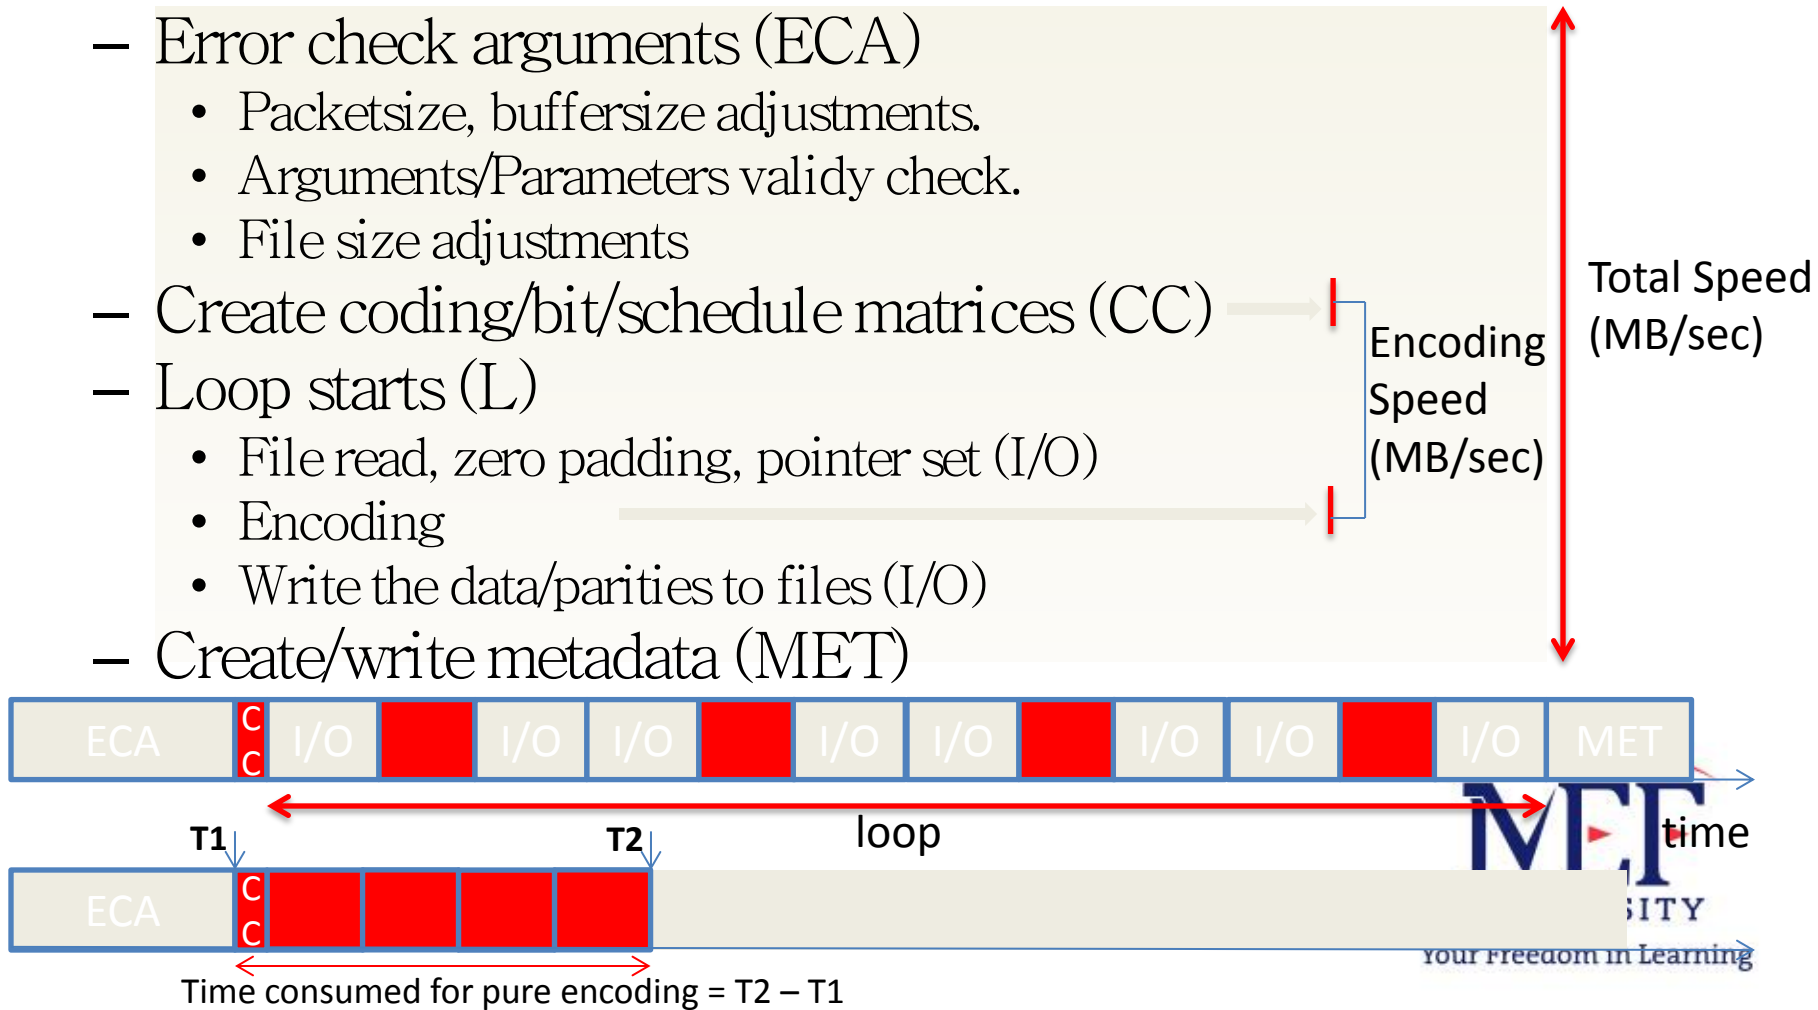 – Error check arguments (ECA)
• Packetsize, buffersize adjustments.
• Arguments/Parameters validy check.
• File size adjustments
– Create coding/bit/schedule matrices (CC)
– Loop starts (L)
• File read, zero padding, pointer set (I/O)
• Encoding
• Write the data/parities to files (I/O)
– Create/write metadata (MET)
Encoding
Speed
(MB/sec)
Total Speed
(MB/sec)
ECA
C
C
I/O
I/O
I/O
I/O
I/O
I/O
I/O
I/O
MET
loop
time
T1
T2
ECA
C
C
Time consumed for pure encoding = T2 – T1
MEF
SITY
Your Freedom in Learning